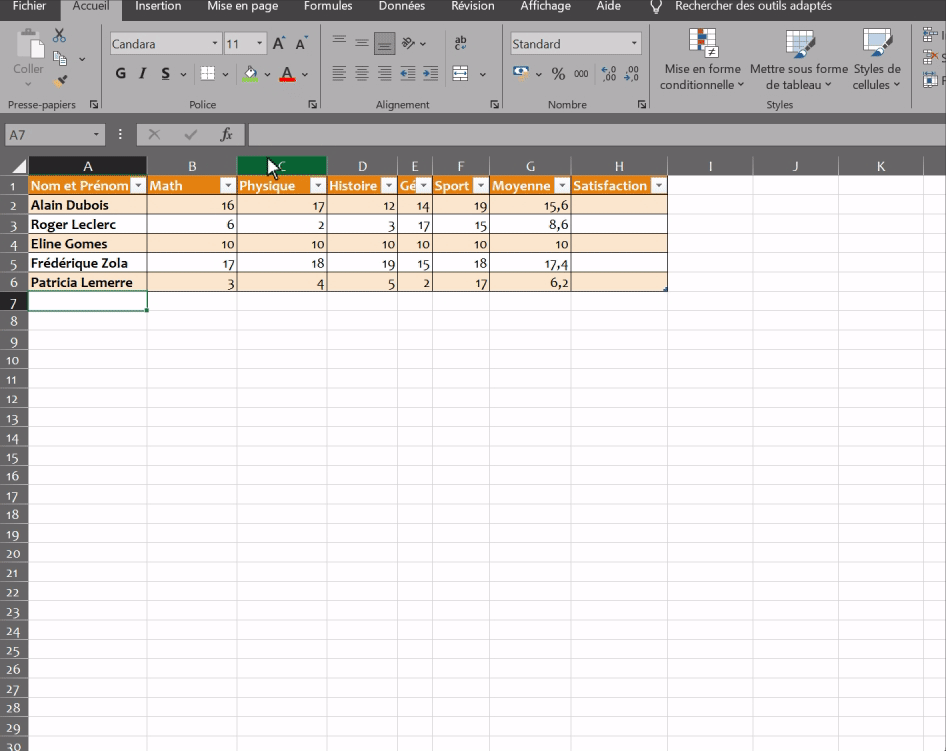 Fichier Accueil Insertion Mise en page Formules Données Révision Affichage Aide Rechercher des outils adaptés
Coller
Candara 11 A A
G I S A
ab
Standard
% 000
Mise en forme conditionnelle
Mettre sous forme de tableau
Styles de cellules
Presse-papiers Police Alignement Nombre Styles
A7 fx
A B C D E F G H I J K
1 Nom et Prénom Math Physique Histoire Gé Sport Moyenne Satisfaction
2 Alain Dubois 16 17 12 14 19 15,6
3 Roger Leclerc 6 2 3 17 15 8,6
4 Eline Gomes 10 10 10 10 10 10
5 Frédérique Zola 17 18 19 15 18 17,4
6 Patricia Lemerre 3 4 5 2 17 6,2
7
8
9
10
11
12
13
14
15
16
17
18
19
20
21
22
23
24
25
26
27
28
29
30